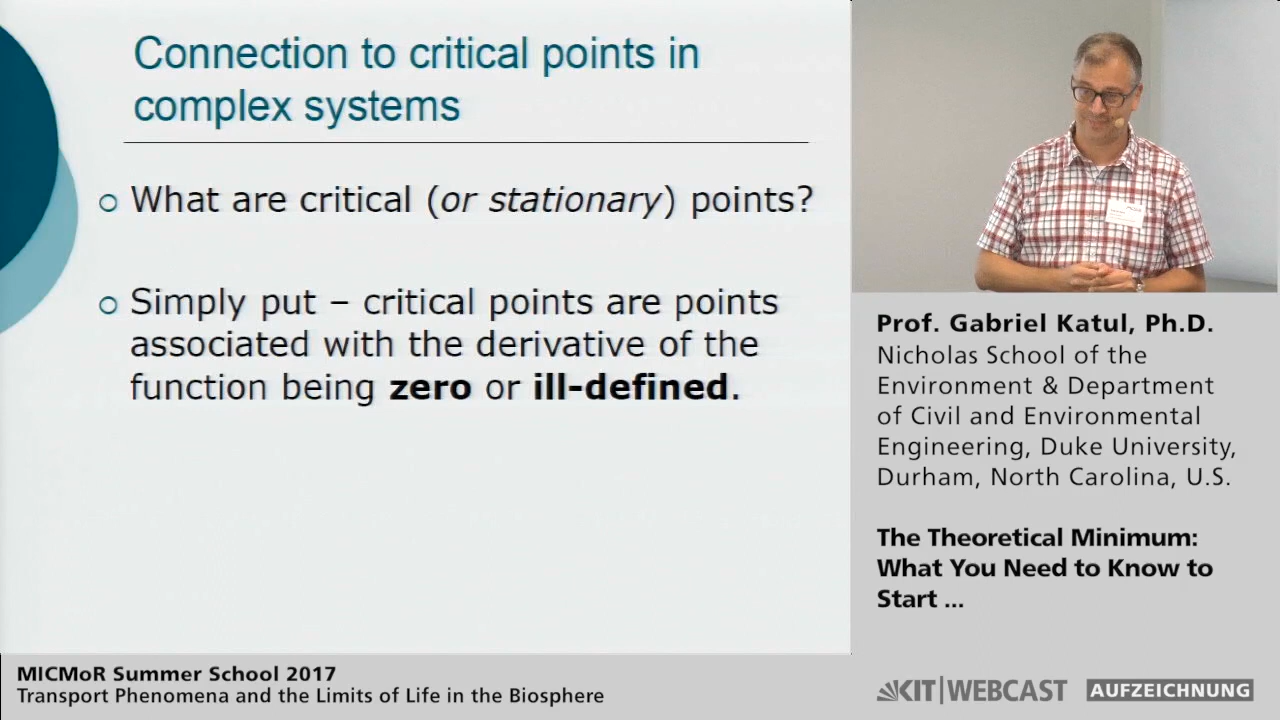 Connection to critical points in
complex systems
What are critical (or stationary) points?
Simply put – critical points are points
associated with the derivative of the
function being zero or ill-defined.
Prof. Gabriel Katul, Ph.D.
Nicholas School of the
Environment & Department
of Civil and Environmental
Engineering, Duke University,
Durham, North Carolina, U.S.
The Theoretical Minimum:
What You Need to Know to
Start ...
MICMoR Summer School 2017
Transport Phenomena and the Limits of Life in the Biosphere
KIT|WEBCAST AUFZEICHNUNG